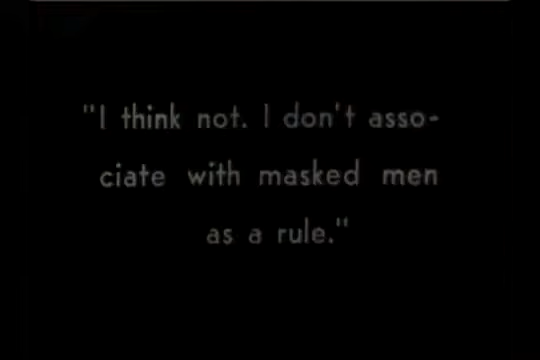 "I think not. I don't asso-
ciate with masked men
as a rule."